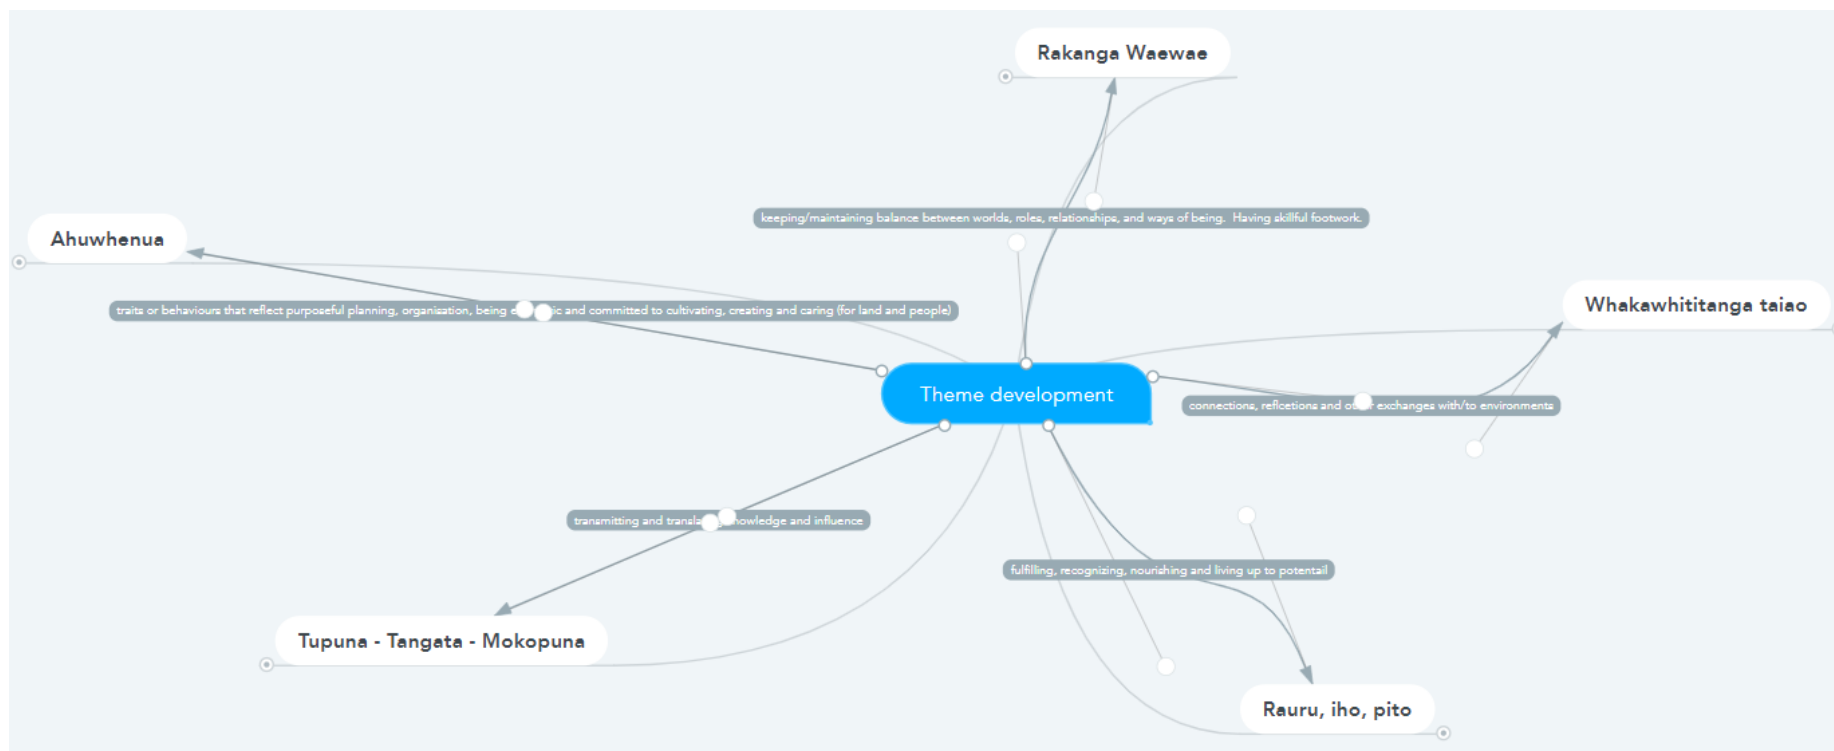 Rakanga Waewae
keeping/maintaining balance between worlds, roles, relationships, and ways of being. Having skillful footwork.
Ahuwhenua
traits or behaviours that reflect purposeful planning, organisation, being and committed to cultivating, creating and caring (for land and people)
Whakawhititanga taiao
Theme development
connections, reflcetions and exchanges with/to environments
transmitting and and influence
fulfilling, recognizing, nourishing and living up to potentail
Tupuna - Tangata - Mokopuna
Rauru, iho, pito